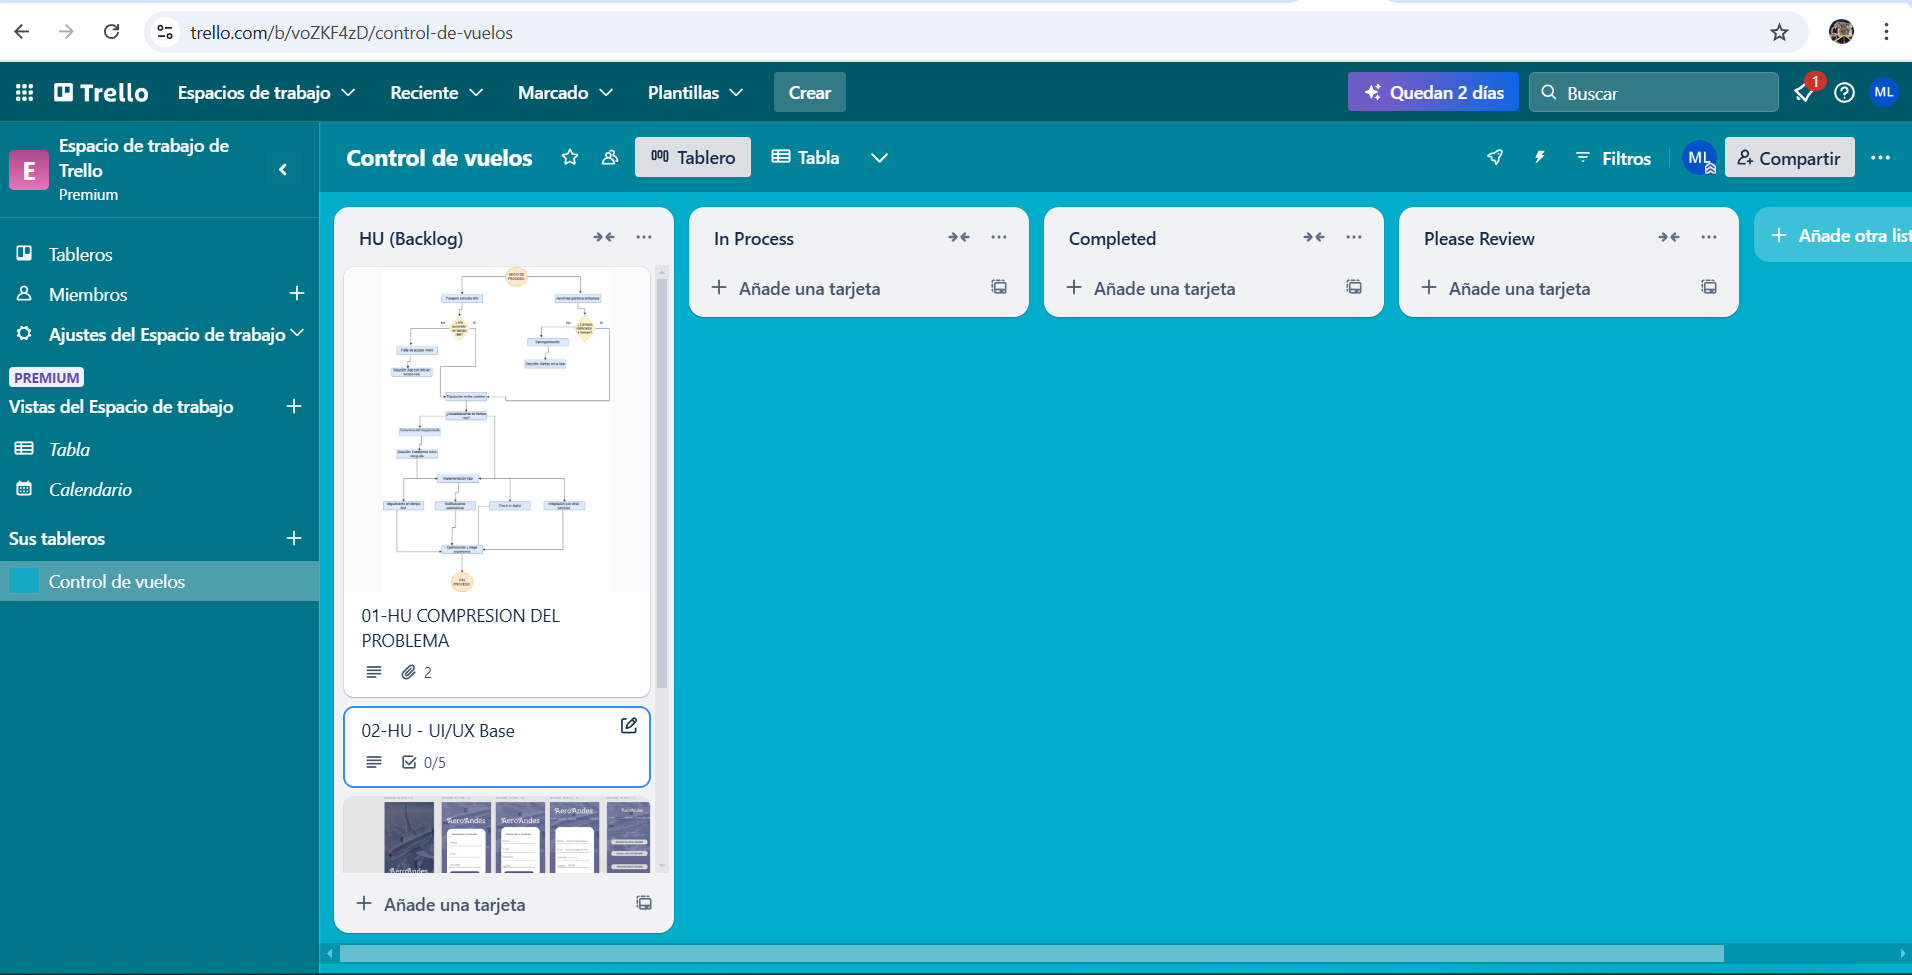 trello.com/b/voZKF4zD/control-de-vuelos
Trello
Espacios de trabajo
Reciente
Marcado
Plantillas
Crear
Quedan 2 días
Buscar
1
ML
E
Espacio de trabajo de
Trello
Premium
Control de vuelos
Tablero
Tabla
Filtros
ML
Compartir
Tableros
Miembros
Ajustes del Espacio de trabajo
PREMIUM
Vistas del Espacio de trabajo
Tabla
Calendario
Sus tableros
Control de vuelos
HU (Backlog)
01-HU COMPRESION DEL
PROBLEMA
2
02-HU - UI/UX Base
0/5
AeroAndes
AeroAndes
AeroAndes
AeroAndes
AeroAndes
Añade una tarjeta
In Process
Añade una tarjeta
Completed
Añade una tarjeta
Please Review
Añade una tarjeta
Añade otra list